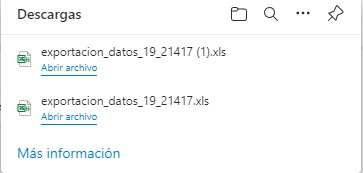 Descargas
exportacion_datos_19_21417 (1).xls
Abrir archivo
exportacion_datos_19_21417.xls
Abrir archivo
Más información